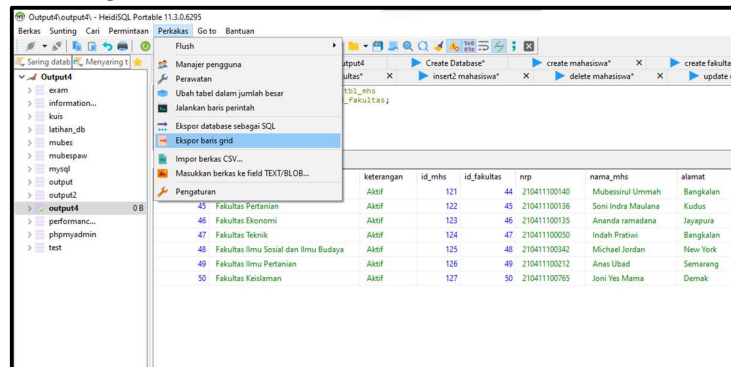 Output4\output4\ - HeidiSQL Portable 11.3.0.6295
Berkas Sunting Cari Permintaan Perkakas Go to Bantuan
Saring datab Menyaring t
Flush
Manajer pengguna
Perawatan
Ubah tabel dalam jumlah besar
Jalankan baris perintah
Ekspor database sebagai SQL
Ekspor baris grid
Impor berkas CSV...
Masukkan berkas ke field TEXT/BLOB...
Pengaturan
Output4
exam
information...
kuis
latihan_db
mubes
mubespaw
mysql
output
output2
output4 0 B
performanc...
phpmyadmin
test
utput4 Create Database* create mahasiswa* X create fakulta
ultas* X insert2 mahasiswa* X delete mahasiswa* X update
tbl_mhs
fakultas;
keterangan id_mhs id_fakultas nrp nama_mhs alamat
Aktif 121 44 210411100140 Mubessirul Ummah Bangkalan
45 Fakultas Pertanian Aktif 122 45 210411100136 Soni Indra Maulana Kudus
46 Fakultas Ekonomi Aktif 123 46 210411100135 Ananda ramadana Jayapura
47 Fakultas Teknik Aktif 124 47 210411100050 Indah Pratiwi Bangkalan
48 Fakultas Ilmu Sosial dan Ilmu Budaya Aktif 125 48 210411100342 Michael Jordan New York
49 Fakultas Ilmu Pertanian Aktif 126 49 210411100212 Anas Ubad Semarang
50 Fakultas Keislaman Aktif 127 50 210411100765 Joni Yes Mama Demak